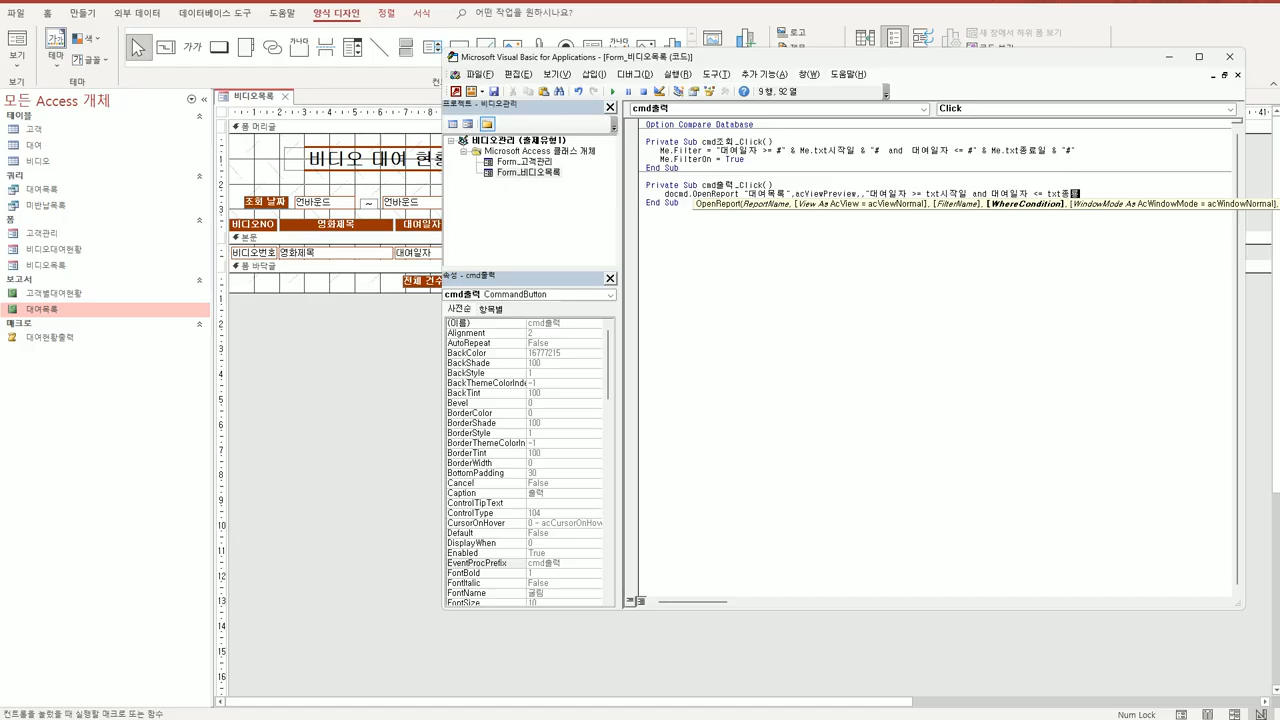 파일 홈 만들기 외부 데이터 데이터베이스 도구 도움말 양식 디자인 정렬 서식 어떤 작업을 원하시나요?
보기
보기
테마
색
글꼴
테마
가가
가나다
로고
새 장에서 하위 폼 보기
모든 Access 개체
테이블
고객
대여
비디오
쿼리
비디오목록
미반납목록
폼
고객관리
비디오대여현황
비디오목록
보고서
고객별대여현황
대여목록
매크로
대여현황출력
비디오목록
폼 머리글
비디오 대여 현황
조회 날짜 언바운드 ~ 언바운드
비디오NO 영화제목 대여일자
본문
비디오번호 영화제목 대여일자
폼 바닥글
전체 건수
Microsoft Visual Basic for Applications - [Form_비디오목록 (코드)]
파일(F) 편집(E) 보기(V) 삽입(I) 디버그(D) 실행(R) 도구(T) 추가 기능(A) 창(W) 도움말(H)
9 행, 92 열
프로젝트 - 비디오관리
비디오관리 (출제유형1)
Microsoft Access 클래스 개체
Form_고객관리
Form_비디오목록
cmd출력 Click
Option Compare Database
Private Sub cmd조회_Click()
Me.Filter = "대여일자 >= #" & Me.txt시작일 & "# and 대여일자 <= #" & Me.txt종료일 & "#"
Me.FilterOn = True
End Sub
Private Sub cmd출력_Click()
docmd.OpenReport "대여목록",acViewPreview,,"대여일자 >= txt시작일 and 대여일자 <= txt종료
End Sub
OpenReport(ReportName, [View As AcView = acViewNormal], [FilterName], [WhereCondition], [WindowMode As AcWindowMode = acWindowNormal],
속성 - cmd출력
cmd출력 CommandButton
사전순 항목별
(이름) cmd출력
Alignment 2
AutoRepeat False
BackColor 16777215
BackShade 100
BackStyle 1
BackThemeColorInde -1
BackTint 100
Bevel 0
BorderColor 0
BorderShade 100
BorderStyle 1
BorderThemeColorIn -1
BorderTint 100
BorderWidth 0
BottomPadding 30
Cancel False
Caption 출력
ControlTipText
ControlType 104
CursorOnHover 0 - acCursorOnHov
Default False
DisplayWhen 0
Enabled True
EventProcPrefix cmd출력
FontBold 1
FontItalic False
FontName 굴림
FontSize 10
컨트롤을 눌렀을 때 실행할 매크로 또는 함수
Num Lock